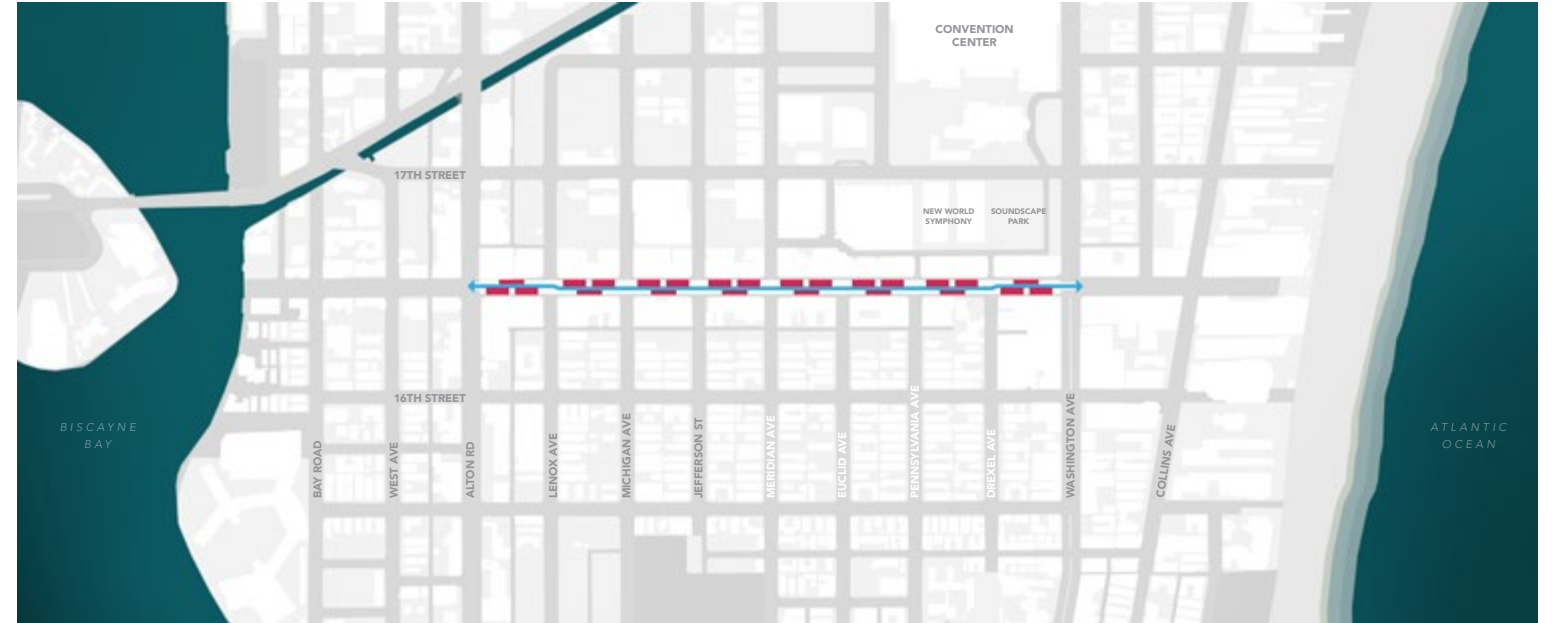 CONVENTION
CENTER
17TH STREET
NEW WORLD
SYMPHONY
SOUNDSCAPE
PARK
16TH STREET
BISCAYNE
BAY
ATLANTIC
OCEAN
BAY ROAD
WEST AVE
ALTON RD
LENOX AVE
MICHIGAN AVE
JEFFERSON ST
MERIDIAN AVE
EUCLID AVE
PENNSYLVANIA AVE
DREXEL AVE
WASHINGTON AVE
COLLINS AVE